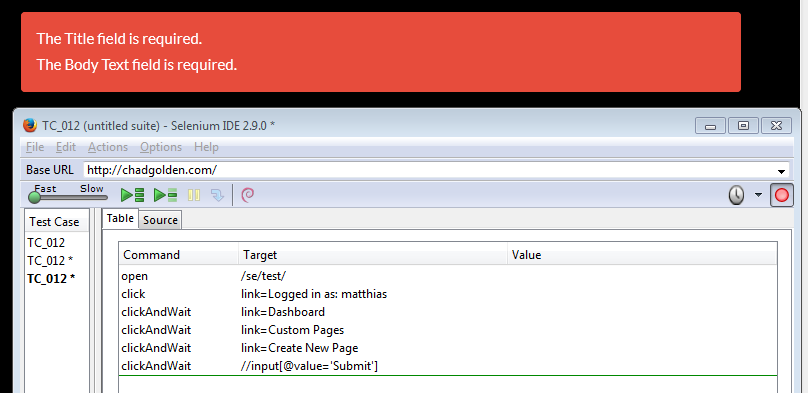 The Title field is required.
The Body Text field is required.
TC_012 (untitled suite) - Selenium IDE 2.9.0 *
File Edit Actions Options Help
Base URL http://chadgolden.com/
Fast Slow
Test Case Table Source
TC_012
TC_012 *
TC_012 *
Command Target Value
open /se/test/
click link=Logged in as: matthias
clickAndWait link=Dashboard
clickAndWait link=Custom Pages
clickAndWait link=Create New Page
clickAndWait //input[@value='Submit']